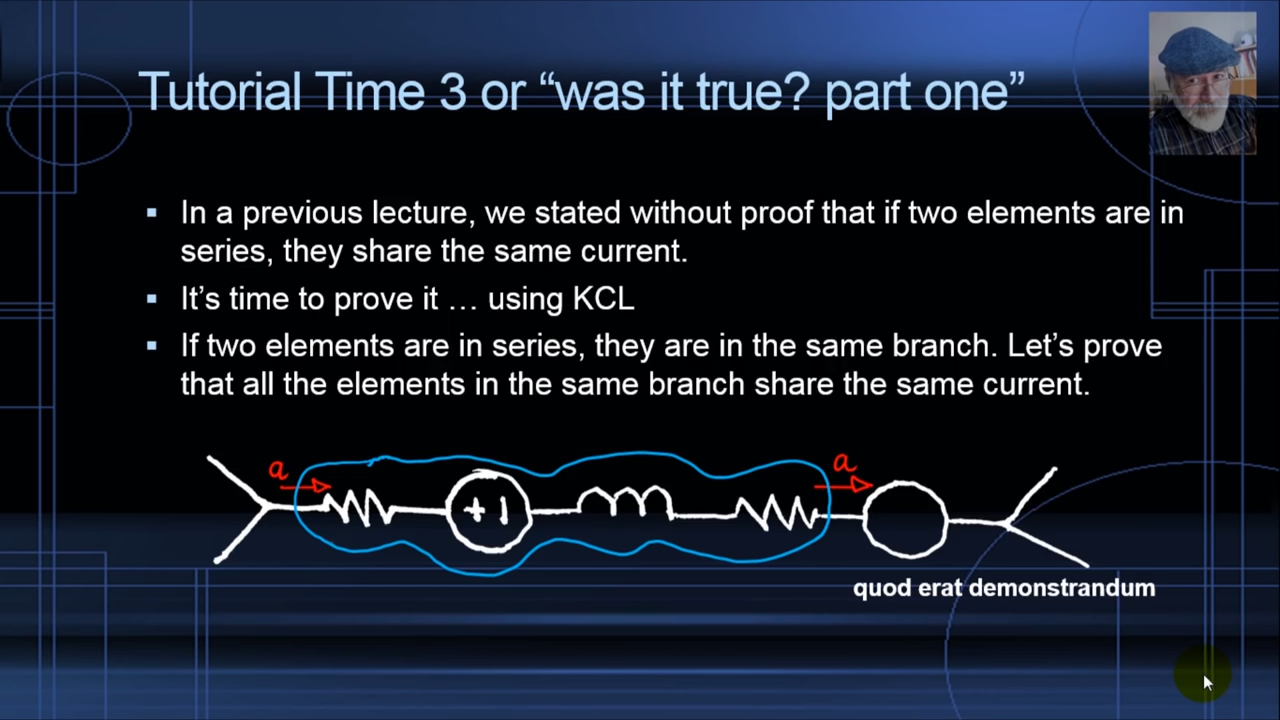 Tutorial Time 3 or “was it true? part one”
In a previous lecture, we stated without proof that if two elements are in
series, they share the same current.
It’s time to prove it … using KCL
If two elements are in series, they are in the same branch. Let’s prove
that all the elements in the same branch share the same current.
a
a
+1
quod erat demonstrandum